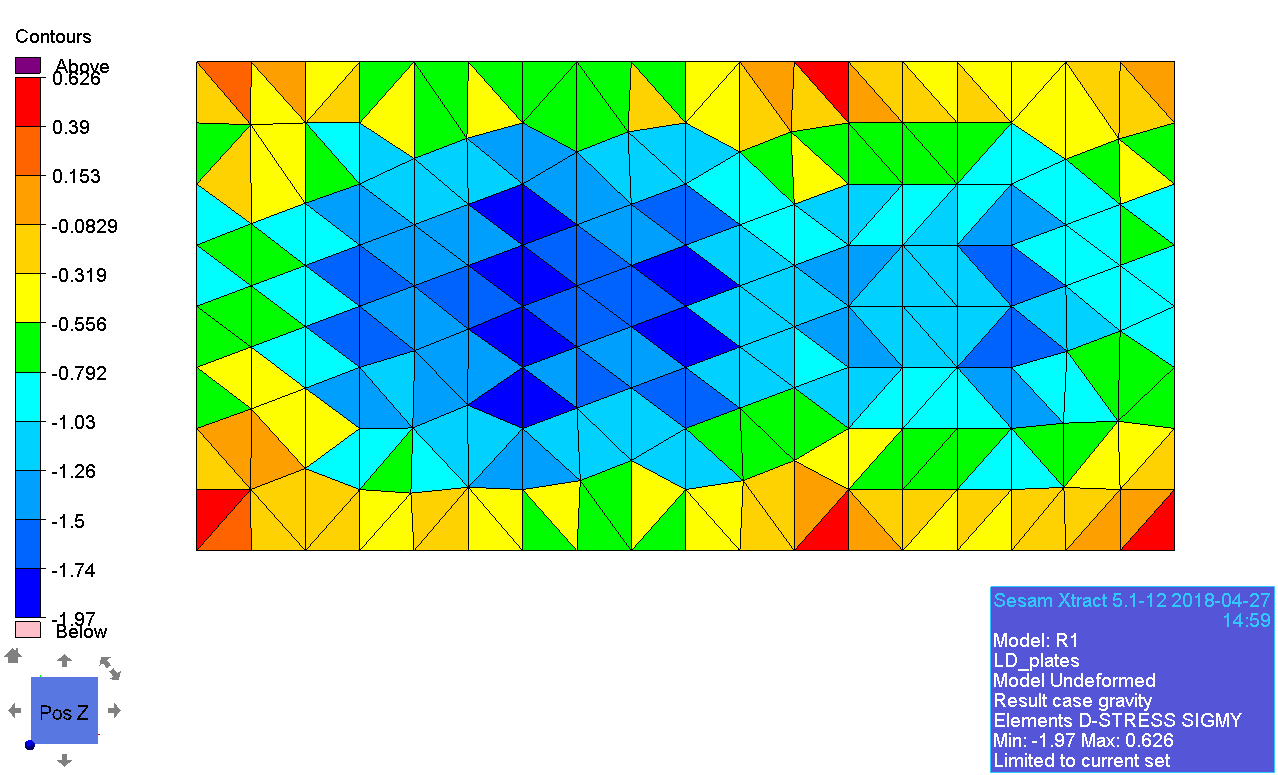 Contours
Above
0.626
0.39
0.153
-0.0829
-0.319
-0.556
-0.792
-1.03
-1.26
-1.5
-1.74
-1.97
Below
Pos Z
Sesam Xtract 5.1-12 2018-04-27
14:59
Model: R1
LD_plates
Model Undeformed
Result case gravity
Elements D-STRESS SIGMY
Min: -1.97 Max: 0.626
Limited to current set